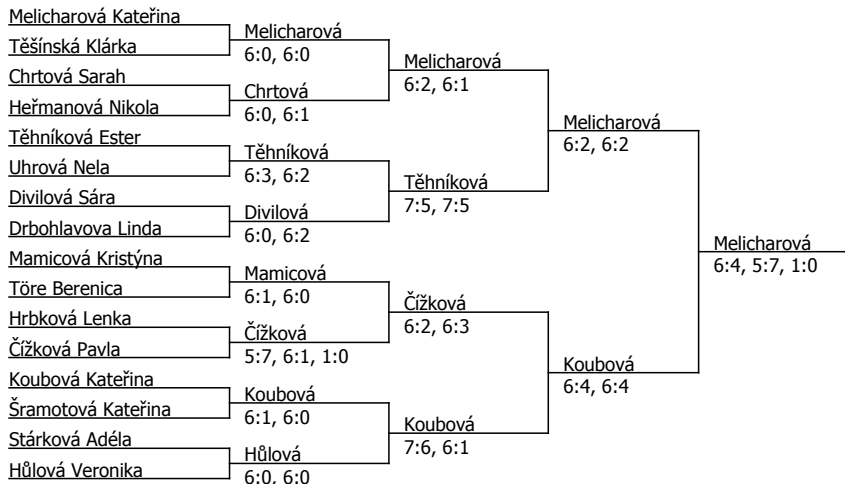 Melicharová Kateřina
Těšínská Klárka
Chrtová Sarah
Heřmanová Nikola
Těhníková Ester
Uhrová Nela
Divilová Sára
Drbohlavova Linda
Mamicová Kristýna
Töre Berenica
Hrbková Lenka
Čížková Pavla
Koubová Kateřina
Šramotová Kateřina
Stárková Adéla
Hůlová Veronika
Melicharová
6:0, 6:0
Chrtová
6:0, 6:1
Těhníková
6:3, 6:2
Divilová
6:0, 6:2
Mamicová
6:1, 6:0
Čížková
5:7, 6:1, 1:0
Koubová
6:1, 6:0
Hůlová
6:0, 6:0
Melicharová
6:2, 6:1
Těhníková
7:5, 7:5
Čížková
6:2, 6:3
Koubová
7:6, 6:1
Melicharová
6:2, 6:2
Koubová
6:4, 6:4
Melicharová
6:4, 5:7, 1:0